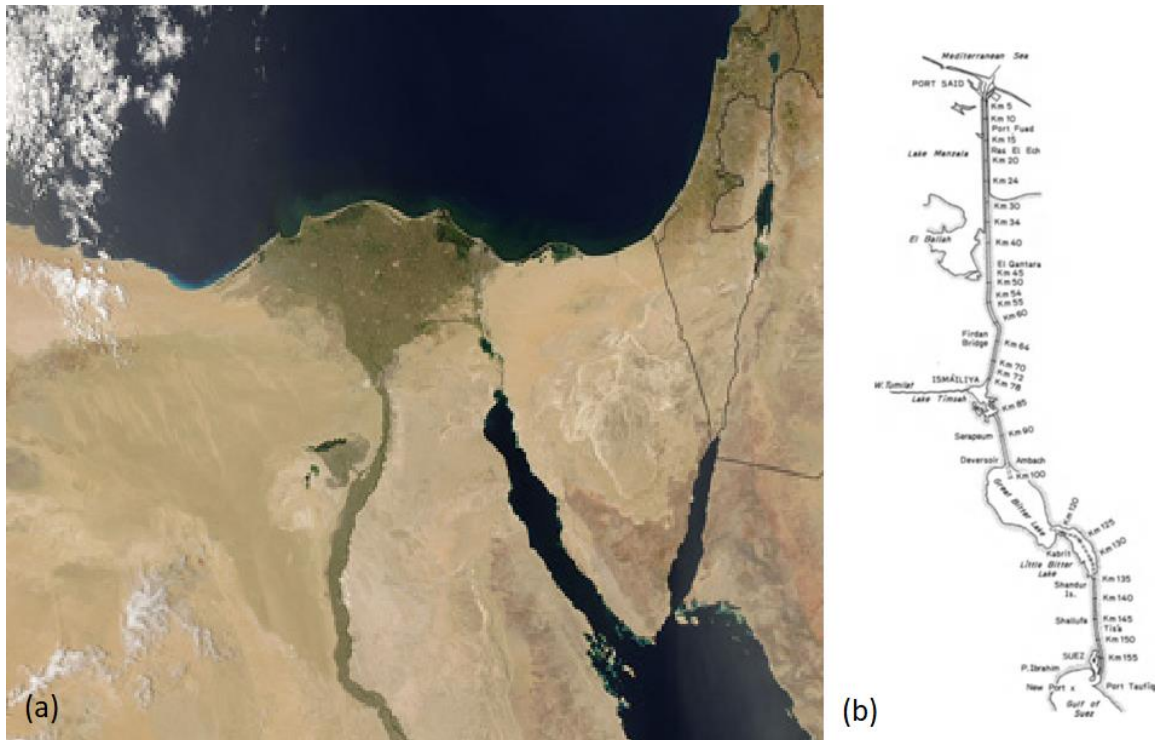 (a)
Mediterranean Sea
PORT SAID
Km 5
Km 10
Port Fuad
Km 15
Ras El Ech
Lake Manzala
Km 20
Km 24
Km 30
Km 34
El Ballah
Km 40
El Qantara
Km 45
Km 50
Km 54
Km 55
Km 60
Firdan
Bridge
Km 64
Km 70
Km 72
ISMÁILIYA
Km 78
W.Tumilat
Lake Timsah
Km 85
Serapeum
Km 90
Deversoir
Ambach
Km 100
Great Bitter Lake
Km 120
Km 125
Km 130
Kabrit
Little Bitter
Lake
Km 135
Shandur
Is.
Km 140
Shallufa
Km 145
Tis'a
Km 150
SUEZ
Km 155
P.Ibrahim
New Port x
Port Taufiq
Gulf of
Suez
(b)